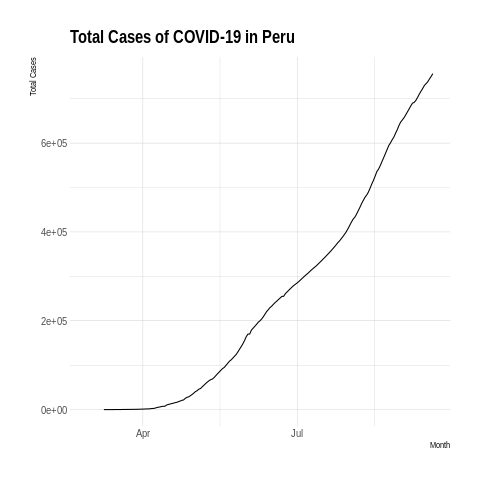 Total Cases of COVID-19 in Peru
Total Cases
6e+05
4e+05
2e+05
0e+00
Apr
Jul
Month